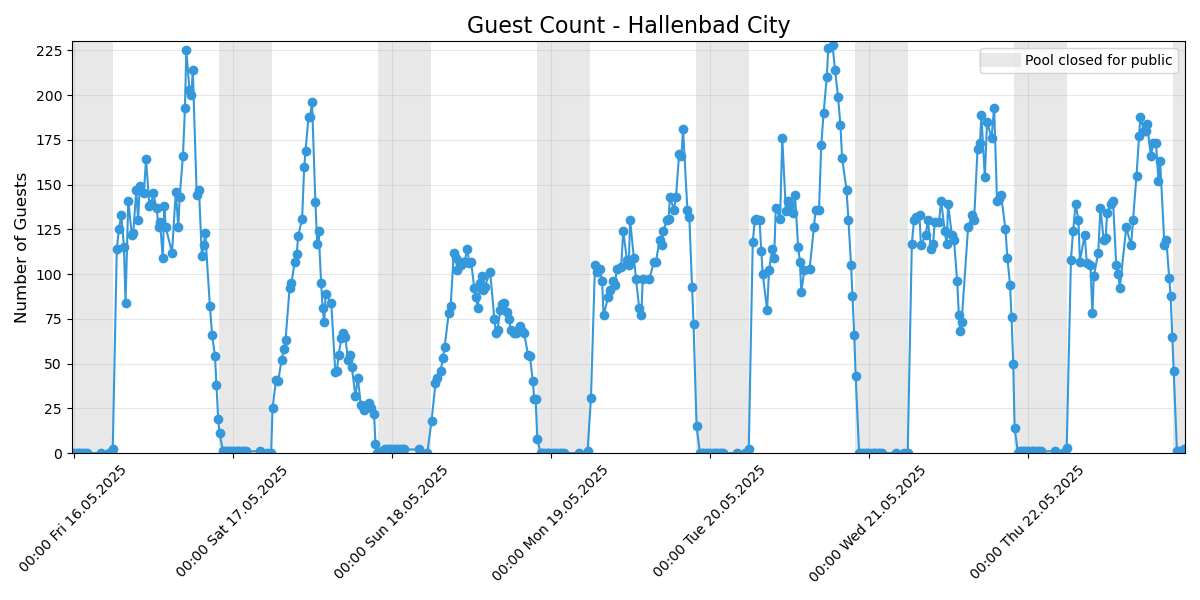 Guest Count - Hallenbad City
Pool closed for public
Number of Guests
225
200
175
150
125
100
75
50
25
0
00:00 Fri 16.05.2025
00:00 Sat 17.05.2025
00:00 Sun 18.05.2025
00:00 Mon 19.05.2025
00:00 Tue 20.05.2025
00:00 Wed 21.05.2025
00:00 Thu 22.05.2025